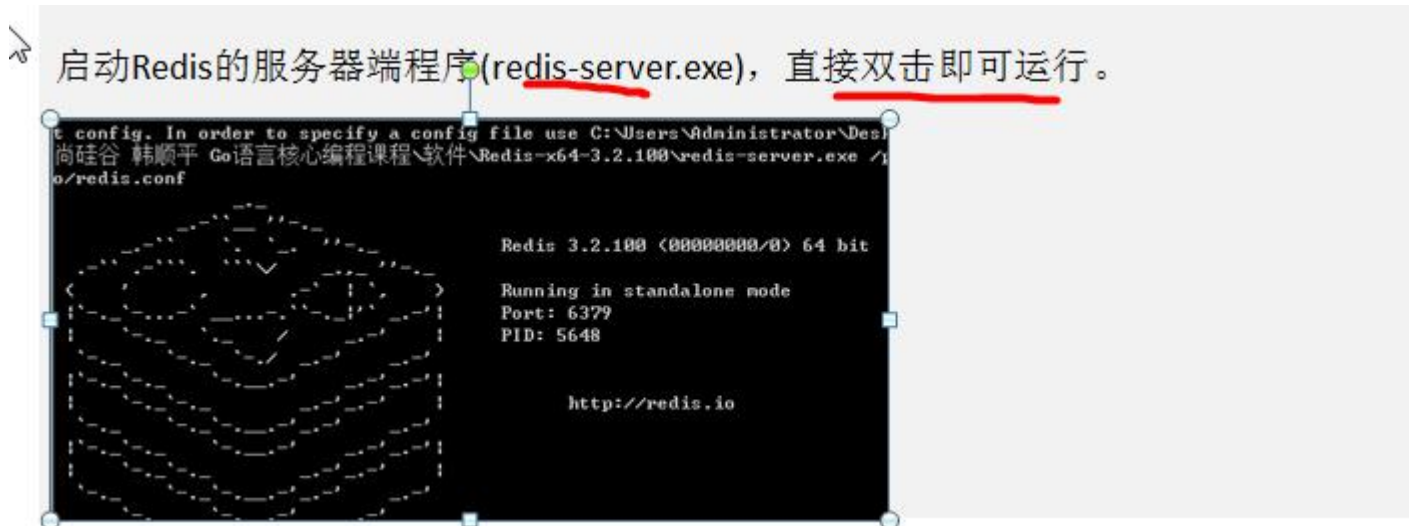 启动Redis的服务器端程序(redis-server.exe)，直接双击即可运行。
t config. In order to specify a config file use C:\Users\Administrator\Des
尚硅谷 韩顺平 Go语言核心编程课程\软件\Redis-x64-3.2.100\redis-server.exe /p
o/redis.conf
Redis 3.2.100 (00000000/0) 64 bit
Running in standalone mode
Port: 6379
PID: 5648
http://redis.io